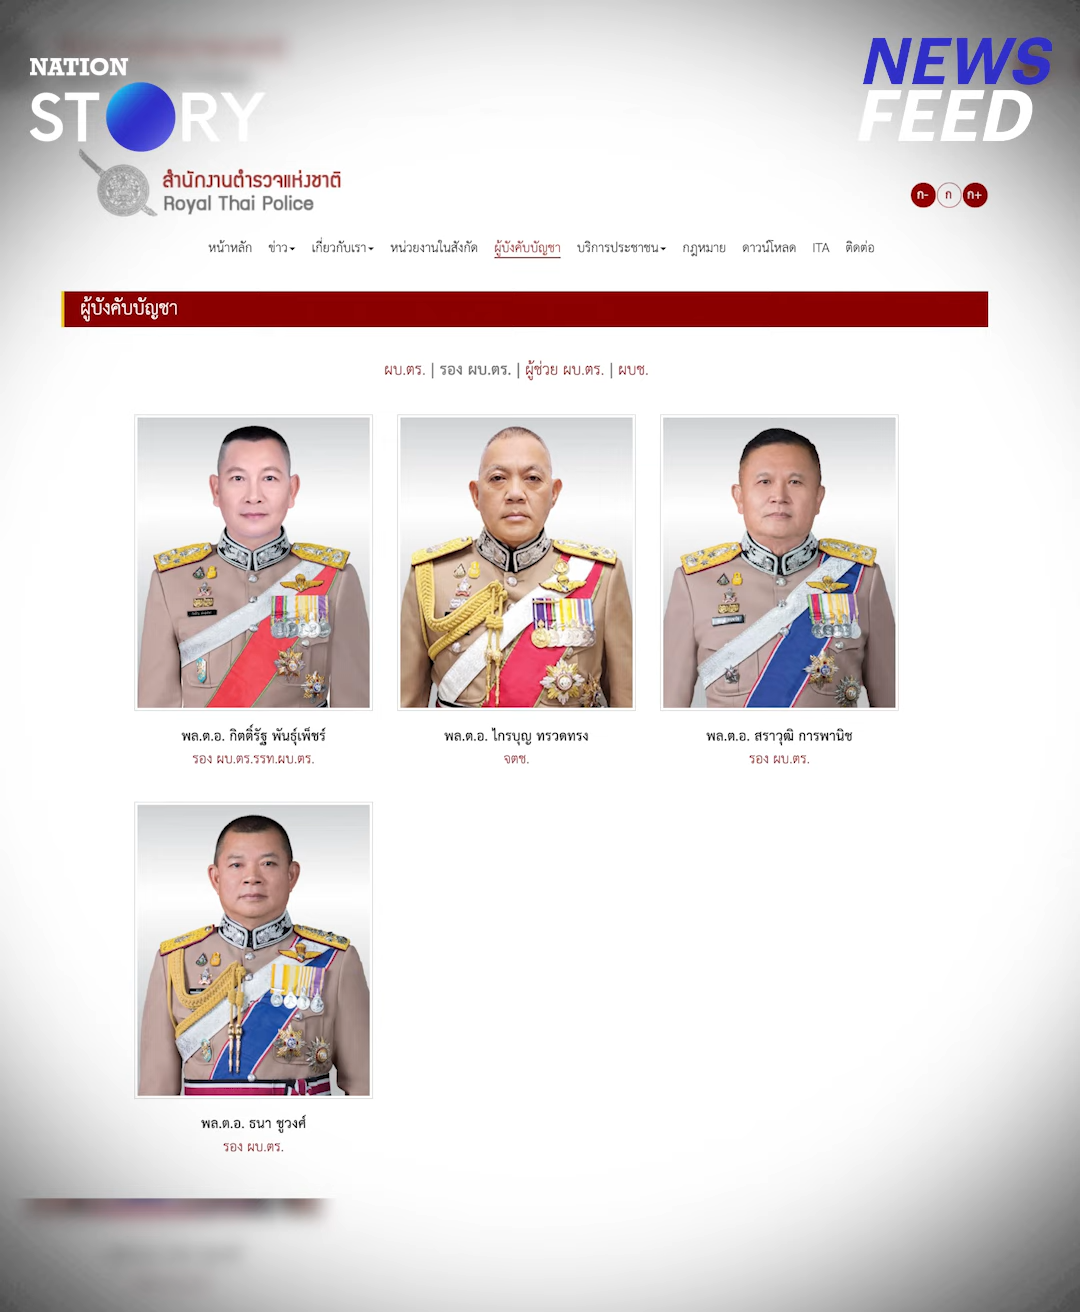 NATION
STORY
NEWS
FEED
สำนักงานตำรวจแห่งชาติ
Royal Thai Police
ก- ก ก+
หน้าหลัก ข่าว เกี่ยวกับเรา หน่วยงานในสังกัด ผู้บังคับบัญชา บริการประชาชน กฎหมาย ดาวน์โหลด ITA ติดต่อ
ผู้บังคับบัญชา
ผบ.ตร. | รอง ผบ.ตร. | ผู้ช่วย ผบ.ตร. | ผบช.
พล.ต.อ. กิตติ์รัฐ พันธุ์เพ็ชร์
รอง ผบ.ตร.รรท.ผบ.ตร.
พล.ต.อ. ไกรบุญ ทรวดทรง
จตช.
พล.ต.อ. สราวุฒิ การพานิช
รอง ผบ.ตร.
พล.ต.อ. ธนา ชูวงศ์
รอง ผบ.ตร.